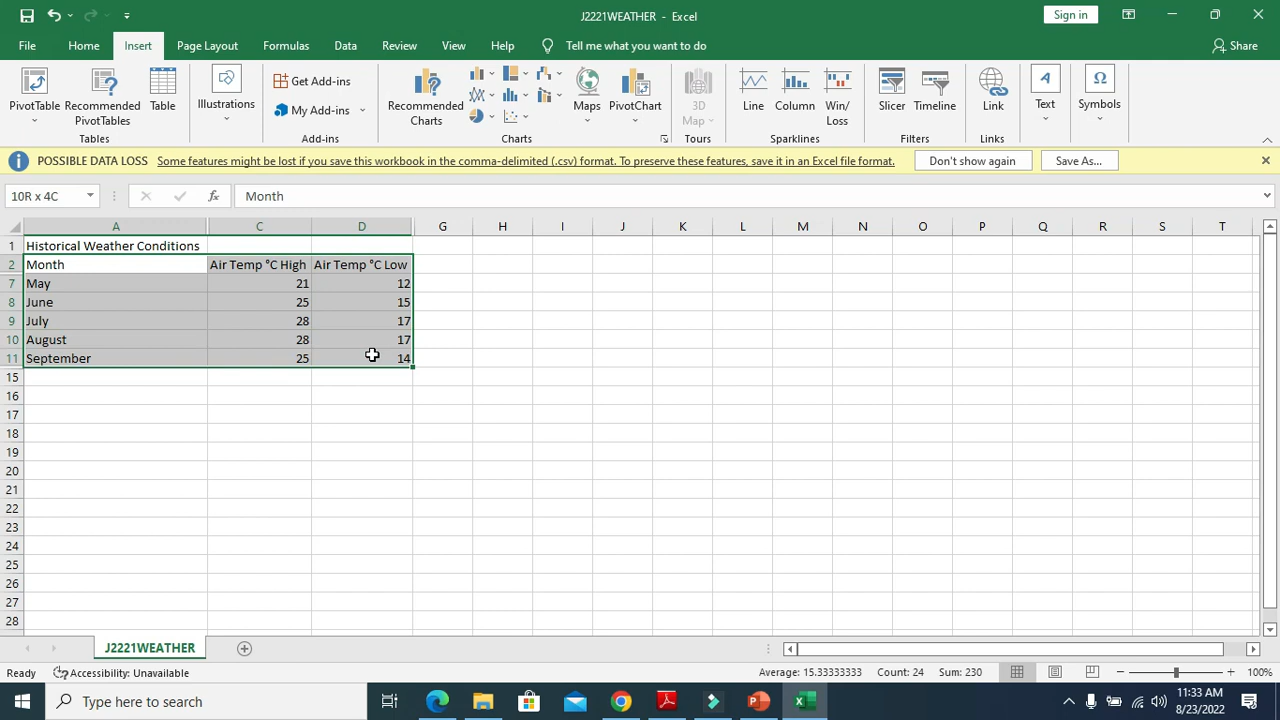 J2221WEATHER - Excel
Sign in
File Home Insert Page Layout Formulas Data Review View Help Tell me what you want to do Share
PivotTable
Recommended PivotTables
Table
Illustrations
Get Add-ins
My Add-ins
Recommended Charts
Maps
PivotChart
3D Map
Line
Column
Win/Loss
Slicer
Timeline
Link
Text
Symbols
Tables Add-ins Charts Tours Sparklines Filters Links
POSSIBLE DATA LOSS Some features might be lost if you save this workbook in the comma-delimited (.csv) format. To preserve these features, save it in an Excel file format. Don't show again Save As...
10R x 4C fx Month
A C D G H I J K L M N O P Q R S T
1 Historical Weather Conditions
2 Month Air Temp °C High Air Temp °C Low
7 May 21 12
8 June 25 15
9 July 28 17
10 August 28 17
11 September 25 14
15
16
17
18
19
20
21
22
23
24
25
26
27
28
J2221WEATHER
Ready Accessibility: Unavailable Average: 15.33333333 Count: 24 Sum: 230 100%
Type here to search
11:33 AM
8/23/2022